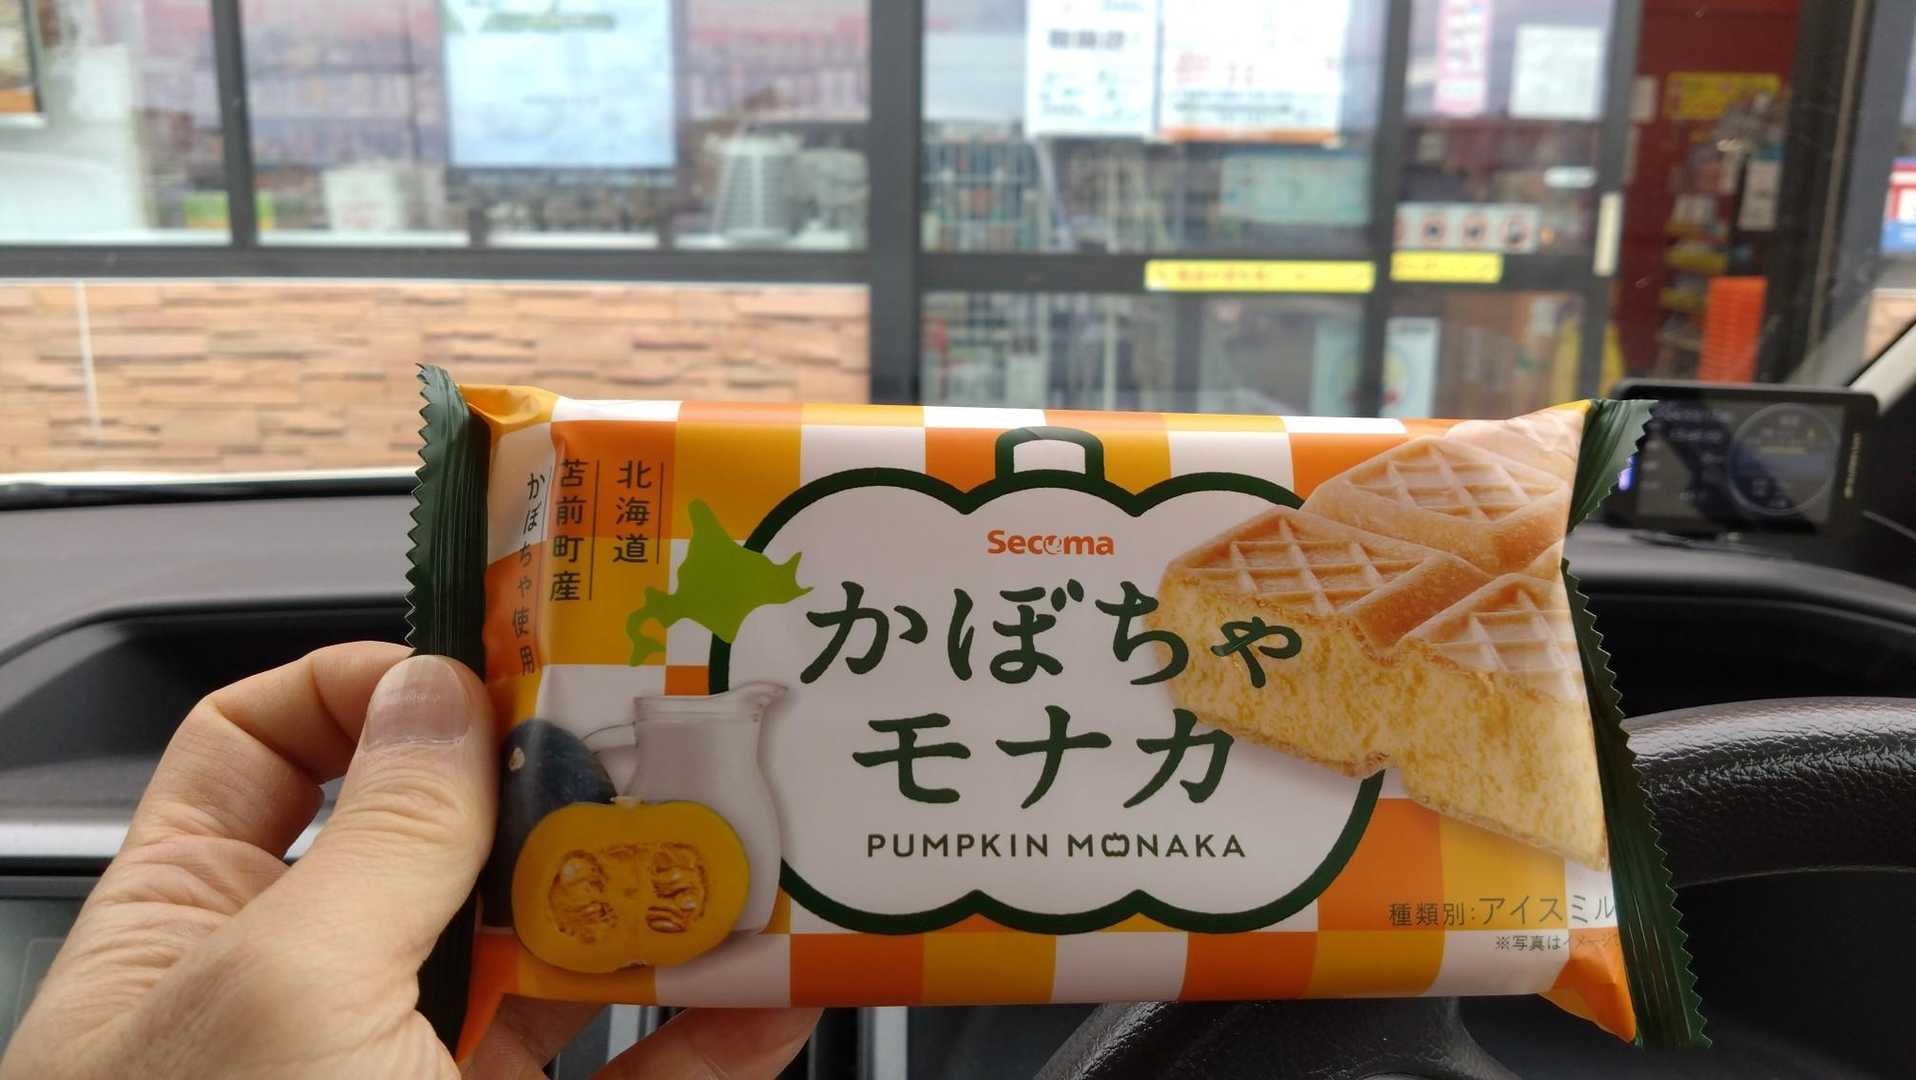 北海道
苫前町産
かぼちゃ使用
Secoma
かぼちゃ
モナカ
PUMPKIN MONAKA
種類別:アイスミル
※写真はイメージ